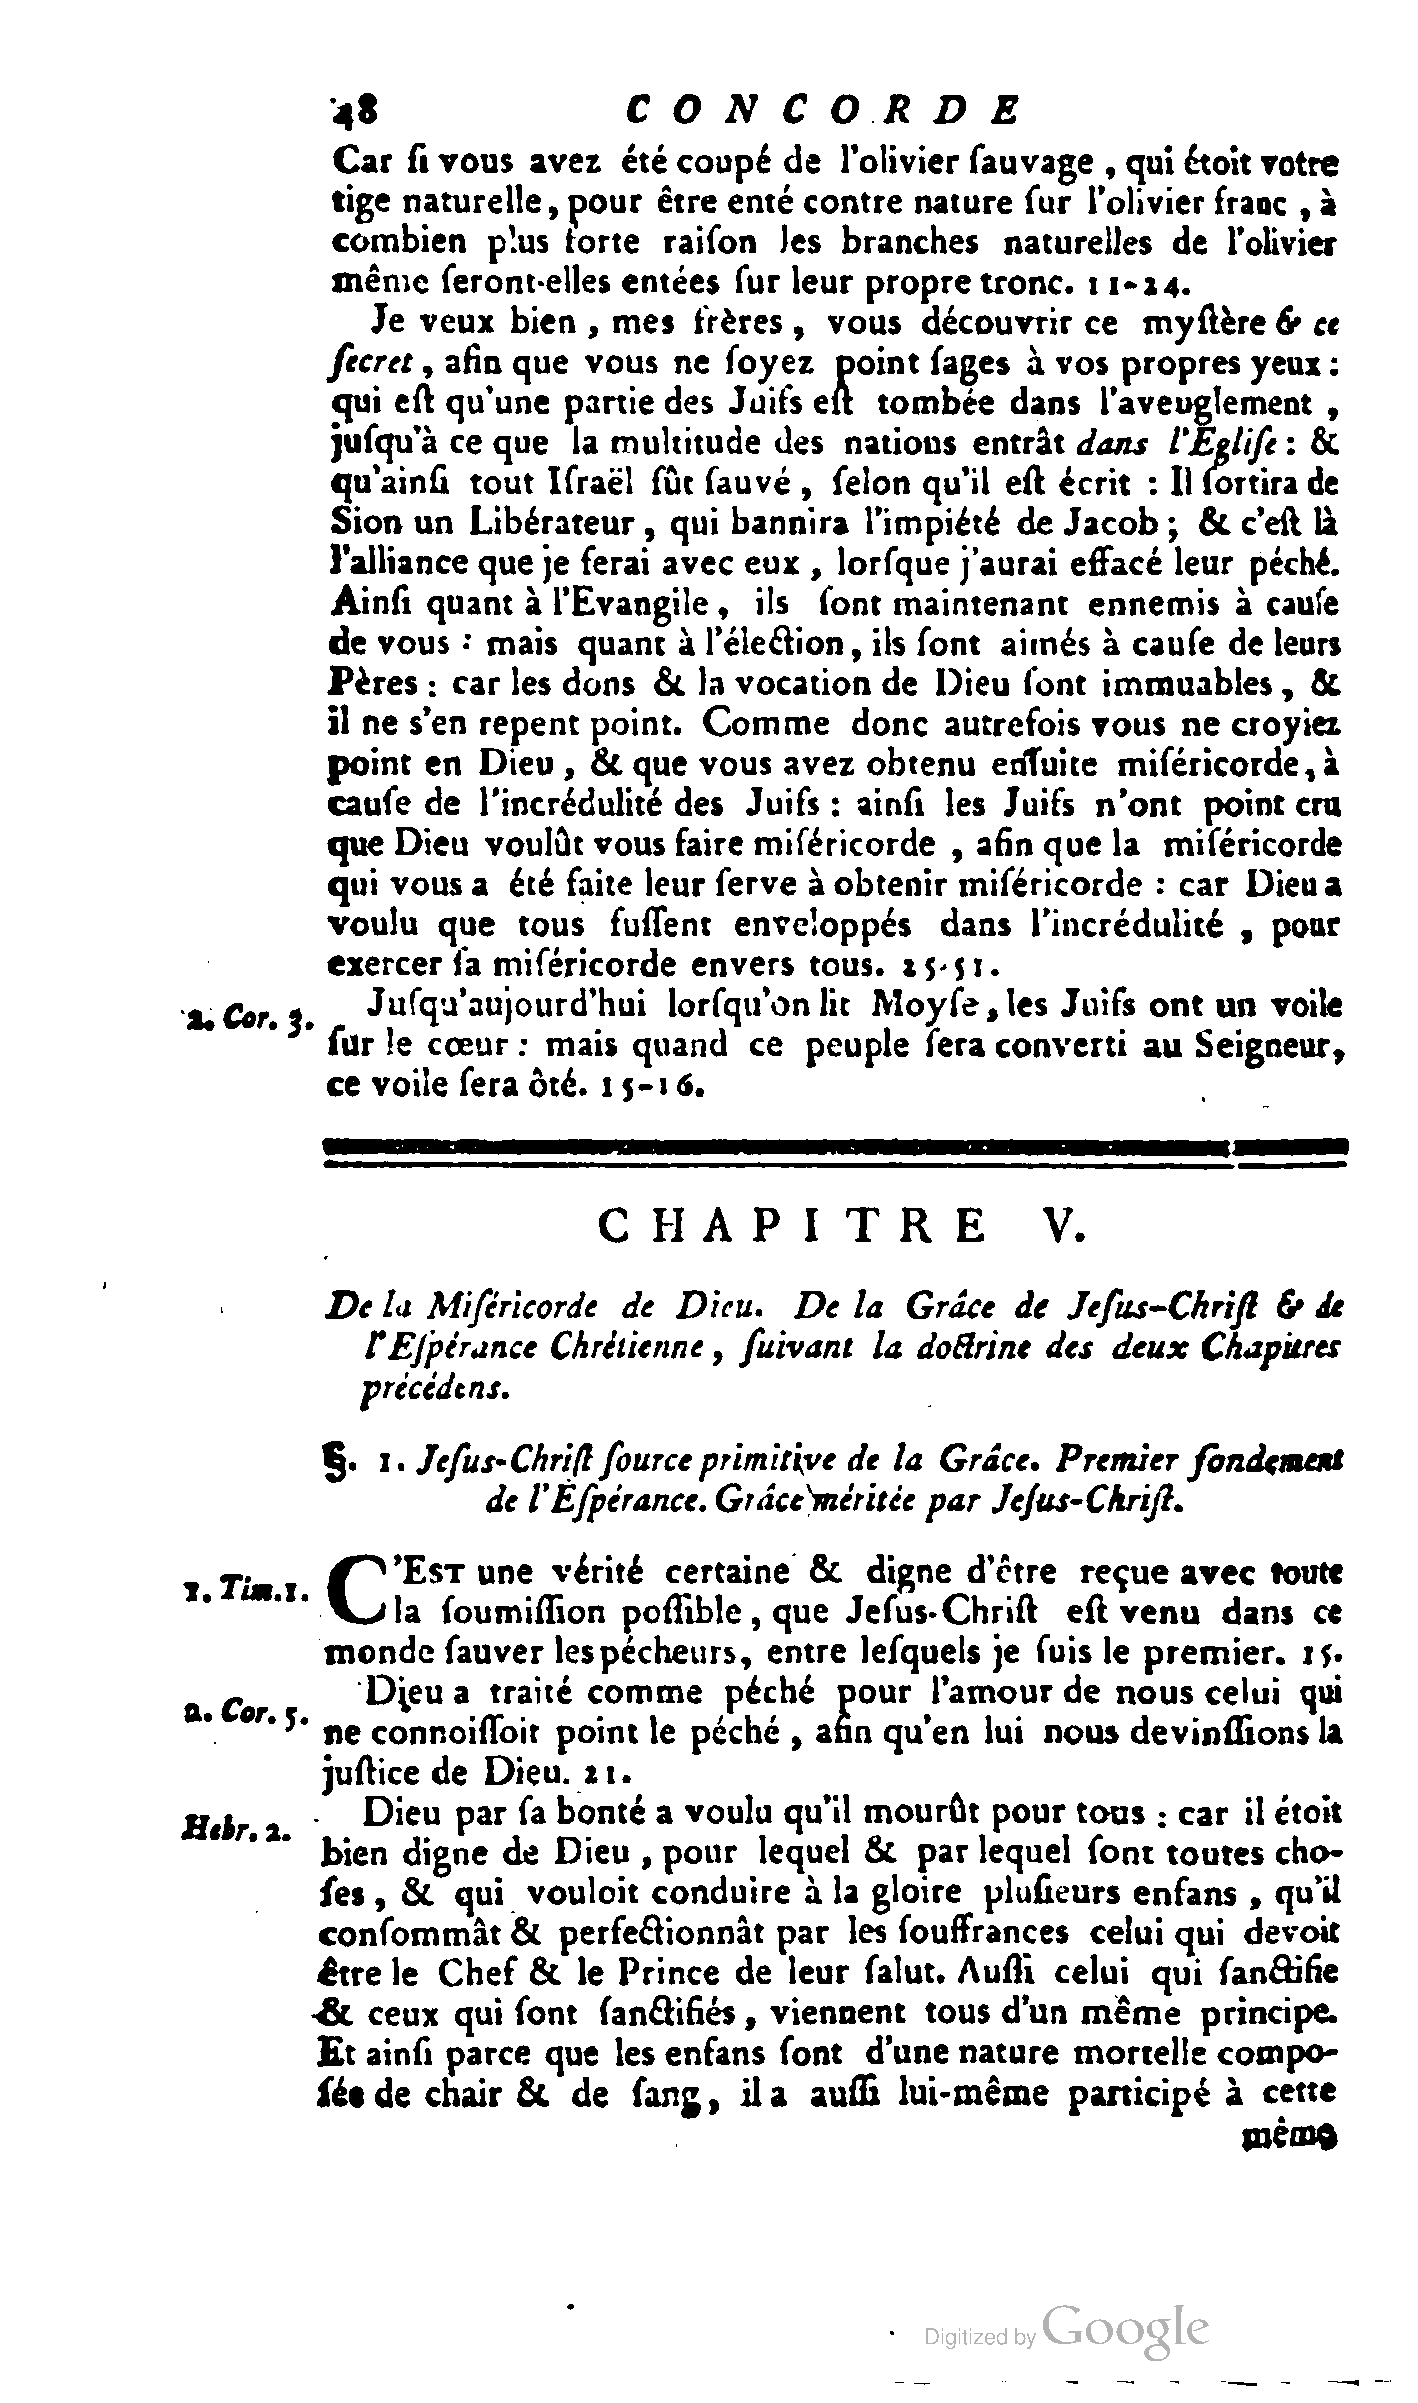 48 CONCORDE
Car ſi vous avez été coupé de l'olivier ſauvage, qui étoit votre
tige naturelle, pour être enté contre nature ſur l'olivier franc, à
combien plus forte raiſon les branches naturelles de l'olivier
même ſeront-elles entées ſur leur propre tronc. 11-24.
Je veux bien, mes frères, vous découvrir ce myſtère & ce
ſecret, afin que vous ne ſoyez point ſages à vos propres yeux :
qui eſt qu'une partie des Juifs eſt tombée dans l'aveuglement,
juſqu'à ce que la multitude des nations entrât dans l'Egliſe : &
qu'ainſi tout Iſraël fût ſauvé, ſelon qu'il eſt écrit : Il ſortira de
Sion un Libérateur, qui bannira l'impiété de Jacob ; & c'eſt là
l'alliance que je ferai avec eux, lorſque j'aurai effacé leur péché.
Ainſi quant à l'Evangile, ils ſont maintenant ennemis à cauſe
de vous : mais quant à l'élection, ils ſont aimés à cauſe de leurs
Pères : car les dons & la vocation de Dieu ſont immuables, &
il ne s'en repent point. Comme donc autrefois vous ne croyiez
point en Dieu, & que vous avez obtenu enſuite miſéricorde, à
cauſe de l'incrédulité des Juifs : ainſi les Juifs n'ont point cru
que Dieu voulût vous faire miſéricorde, afin que la miſéricorde
qui vous a été faite leur ſerve à obtenir miſéricorde : car Dieu a
voulu que tous fuſſent enveloppés dans l'incrédulité, pour
exercer ſa miſéricorde envers tous. 25-51.
2. Cor. 3. Juſqu'aujourd'hui lorſqu'on lit Moyſe, les Juifs ont un voile
ſur le cœur : mais quand ce peuple ſera converti au Seigneur,
ce voile ſera ôté. 15-16.
CHAPITRE V.
De la Miſéricorde de Dieu. De la Grâce de Jeſus-Chriſt & de
l'Eſpérance Chrétienne, ſuivant la doctrine des deux Chapitres
précédens.
§. 1. Jeſus-Chriſt ſource primitive de la Grâce. Premier fondement
de l'Eſpérance. Grâce méritée par Jeſus-Chriſt.
1. Tim. 1. C'EST une vérité certaine & digne d'être reçue avec toute
la ſoumiſſion poſſible, que Jeſus-Chriſt eſt venu dans ce
monde ſauver les pécheurs, entre leſquels je ſuis le premier. 15.
2. Cor. 5. Dieu a traité comme péché pour l'amour de nous celui qui
ne connoiſſoit point le péché, afin qu'en lui nous devinſſions la
juſtice de Dieu. 21.
Hebr. 2. Dieu par ſa bonté a voulu qu'il mourût pour tous : car il étoit
bien digne de Dieu, pour lequel & par lequel ſont toutes cho-
ſes, & qui vouloit conduire à la gloire pluſieurs enfans, qu'il
conſommât & perfectionnât par les ſouffrances celui qui devoit
être le Chef & le Prince de leur ſalut. Auſſi celui qui ſanctifie
& ceux qui ſont ſanctifiés, viennent tous d'un même principe.
Et ainſi parce que les enfans ſont d'une nature mortelle compo-
ſée de chair & de ſang, il a auſſi lui-même participé à cette
même
Digitized by Google